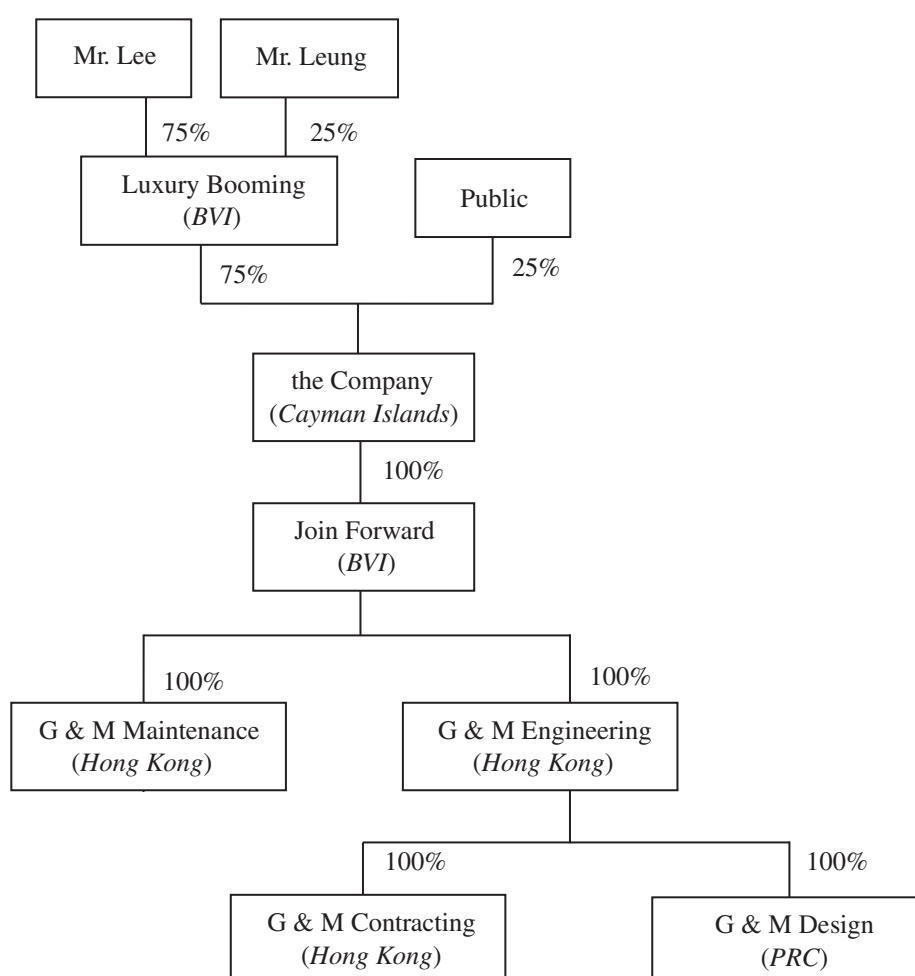 Mr. Lee
Mr. Leung
75%
25%
Luxury Booming
(BVI)
Public
75%
25%
the Company
(Cayman Islands)
100%
Join Forward
(BVI)
100%
100%
G & M Maintenance
(Hong Kong)
G & M Engineering
(Hong Kong)
100%
100%
G & M Contracting
(Hong Kong)
G & M Design
(PRC)